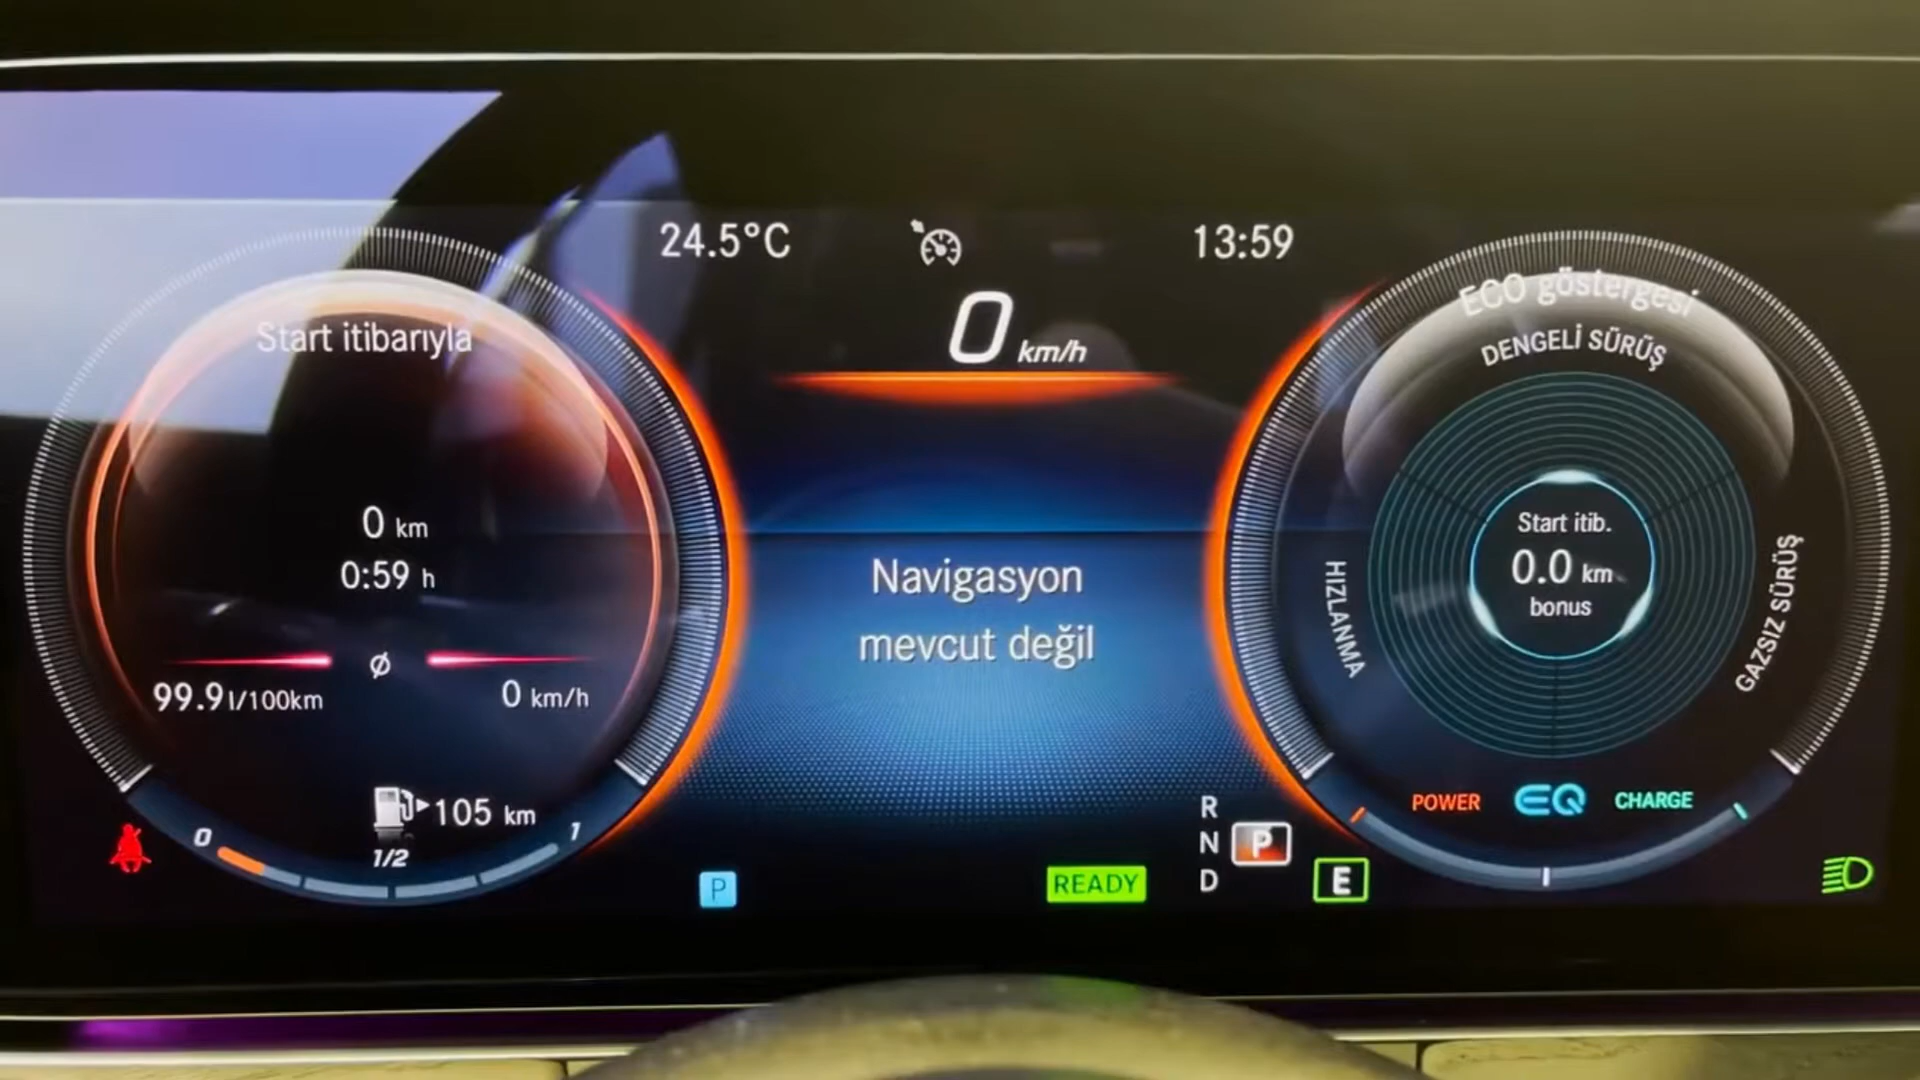 24.5°C
13:59
0 km/h
Start itibarıyla
0 km
0:59 h
Ø
99.9 l/100km
0 km/h
105 km
0
1/2
1
Navigasyon
mevcut değil
ECO göstergesi
DENGELİ SÜRÜŞ
HIZLANMA
GAZSIZ SÜRÜŞ
Start itib.
0.0 km
bonus
POWER
EQ
CHARGE
P
READY
R
N
D
P
E